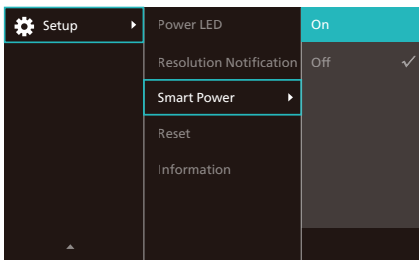 Setup
Power LED
Resolution Notification
Smart Power
Reset
Information
On
Off